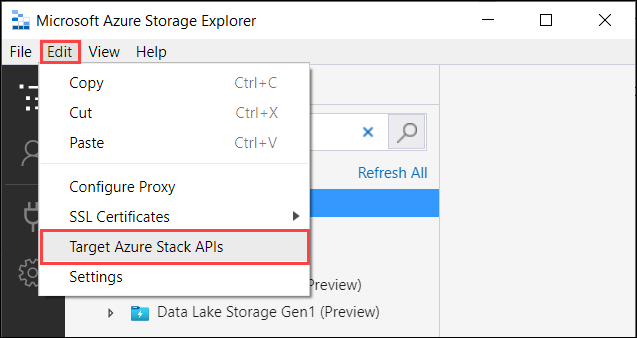 Microsoft Azure Storage Explorer
File Edit View Help
Copy Ctrl+C
Cut Ctrl+X
Paste Ctrl+V
Refresh All
Configure Proxy
SSL Certificates
Target Azure Stack APIs
Settings
(Preview)
Data Lake Storage Gen1 (Preview)